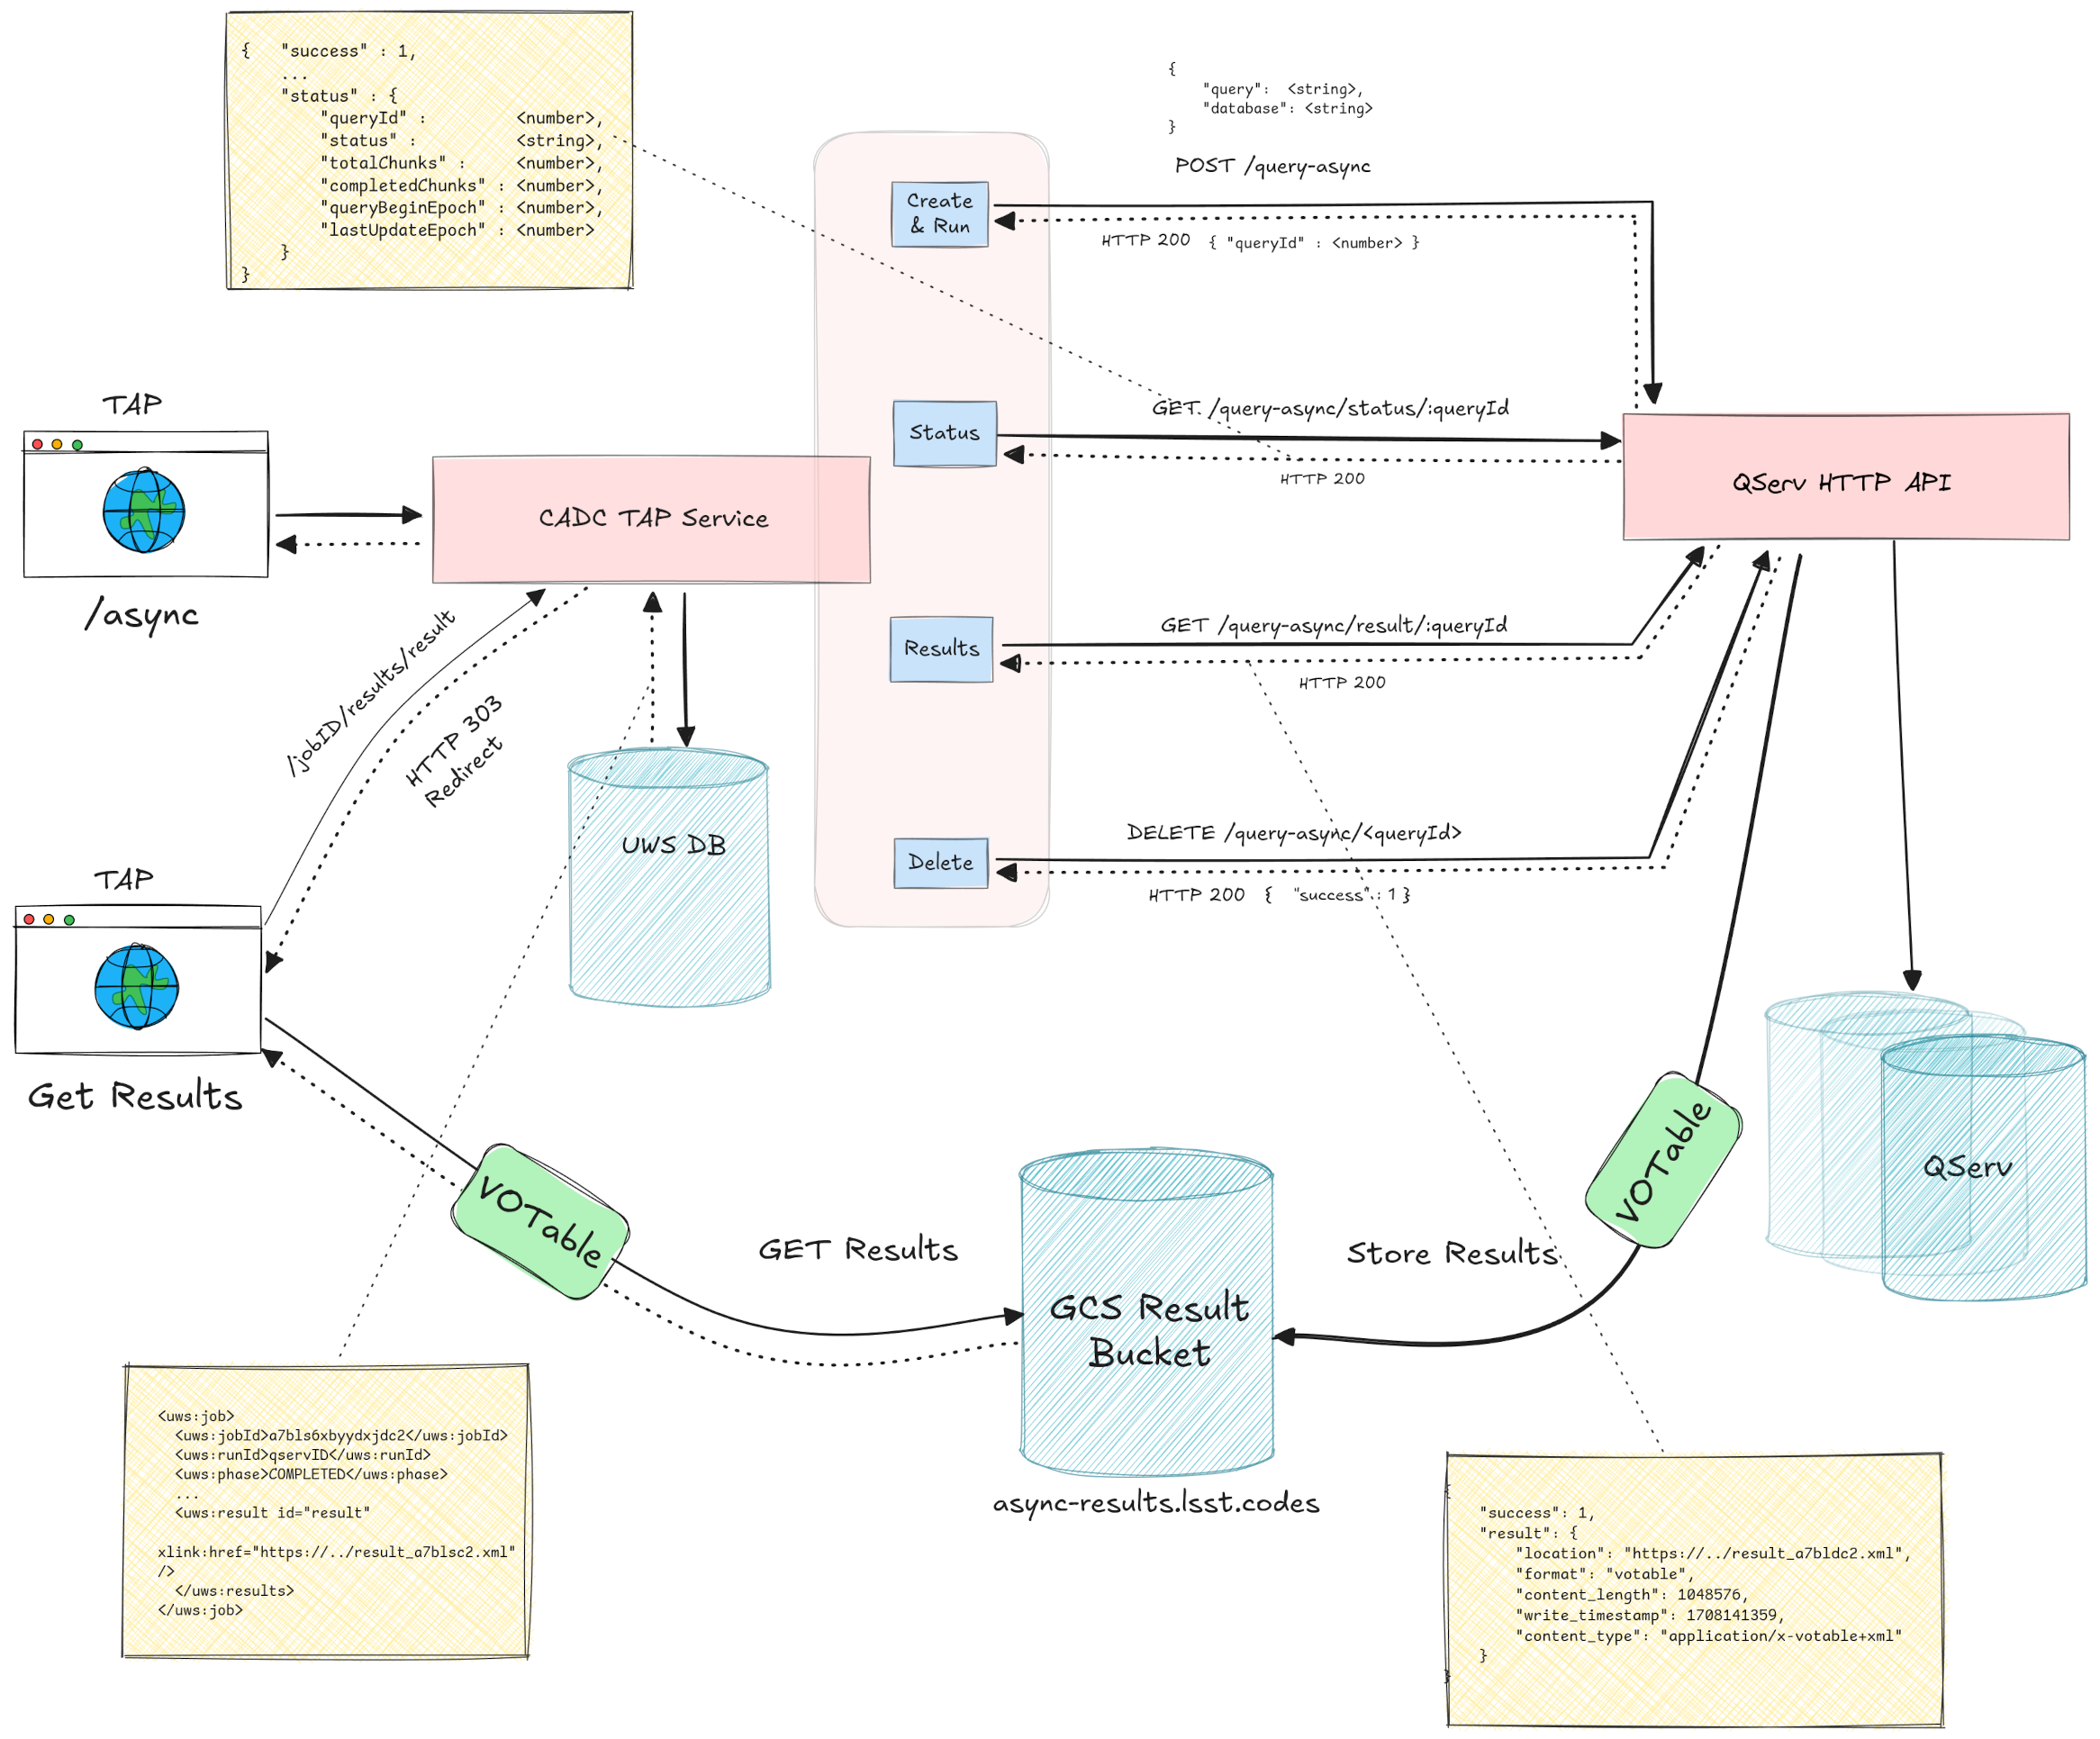 {   "success" : 1,
    ...
    "status" : {
        "queryId" :         <number>,
        "status" :          <string>,
        "totalChunks" :     <number>,
        "completedChunks" : <number>,
        "queryBeginEpoch" : <number>,
        "lastUpdateEpoch" : <number>
    }
}
{
    "query":  <string>,
    "database": <string>
}
POST /query-async
Create
& Run
HTTP 200  { "queryId" : <number> }
TAP
/async
CADC TAP Service
Status
GET /query-async/status/:queryId
HTTP 200
QServ HTTP API
/jobID/results/result
HTTP 303
Redirect
Results
GET /query-async/result/:queryId
HTTP 200
UWS DB
Delete
DELETE /query-async/<queryId>
HTTP 200  {   "success" : 1 }
TAP
Get Results
VOTable
GET Results
GCS Result
Bucket
async-results.lsst.codes
Store Results
VOTable
QServ
<uws:job>
  <uws:jobId>a7bls6xbyydxjdc2</uws:jobId>
  <uws:runId>qservID</uws:runId>
  <uws:phase>COMPLETED</uws:phase>
  ...
  <uws:result id="result"
xlink:href="https://../result_a7blsc2.xml"
/>
  </uws:results>
</uws:job>
{
    "success": 1,
    "result": {
        "location": "https://../result_a7bldc2.xml",
        "format": "votable",
        "content_length": 1048576,
        "write_timestamp": 1708141359,
        "content_type": "application/x-votable+xml"
    }
}